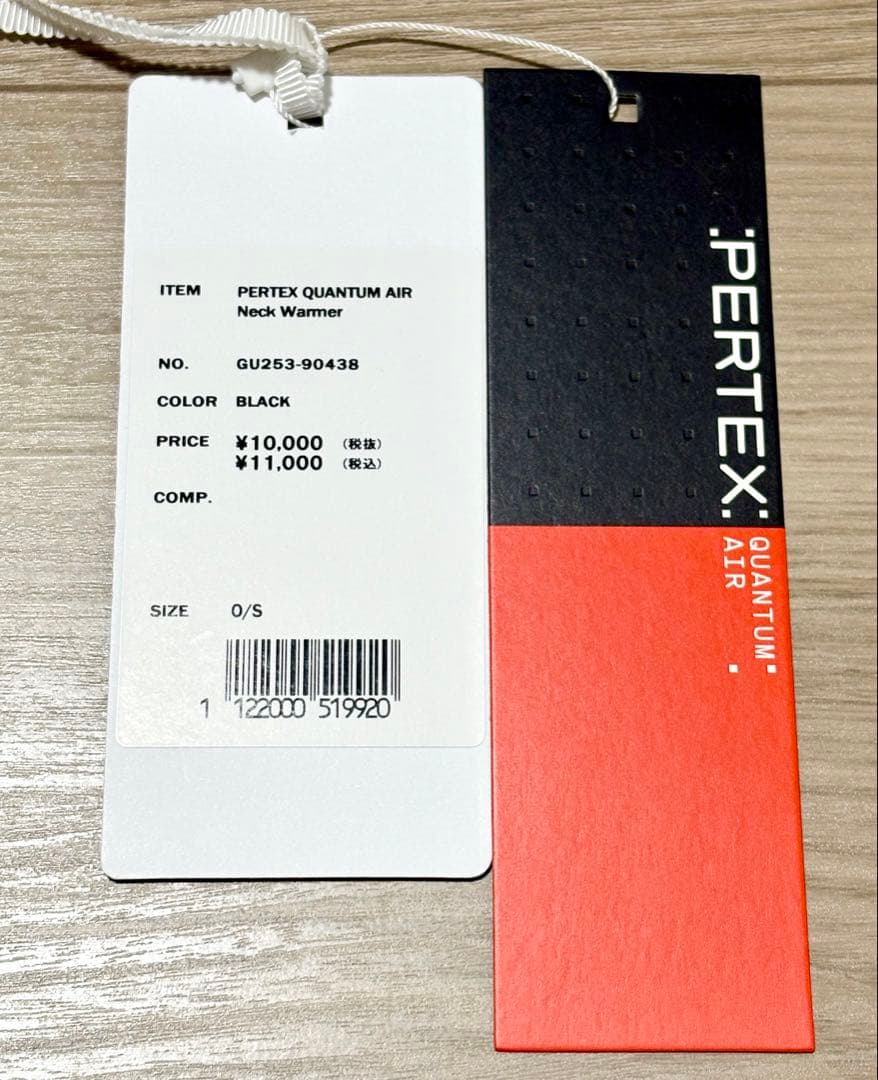 ITEM PERTEX QUANTUM AIR
Neck Warmer
NO. GU253-90438
COLOR BLACK
PRICE ¥10,000 (税抜)
¥11,000 (税込)
COMP.
SIZE O/S
1 122000 519920
PERTEX
QUANTUM
AIR